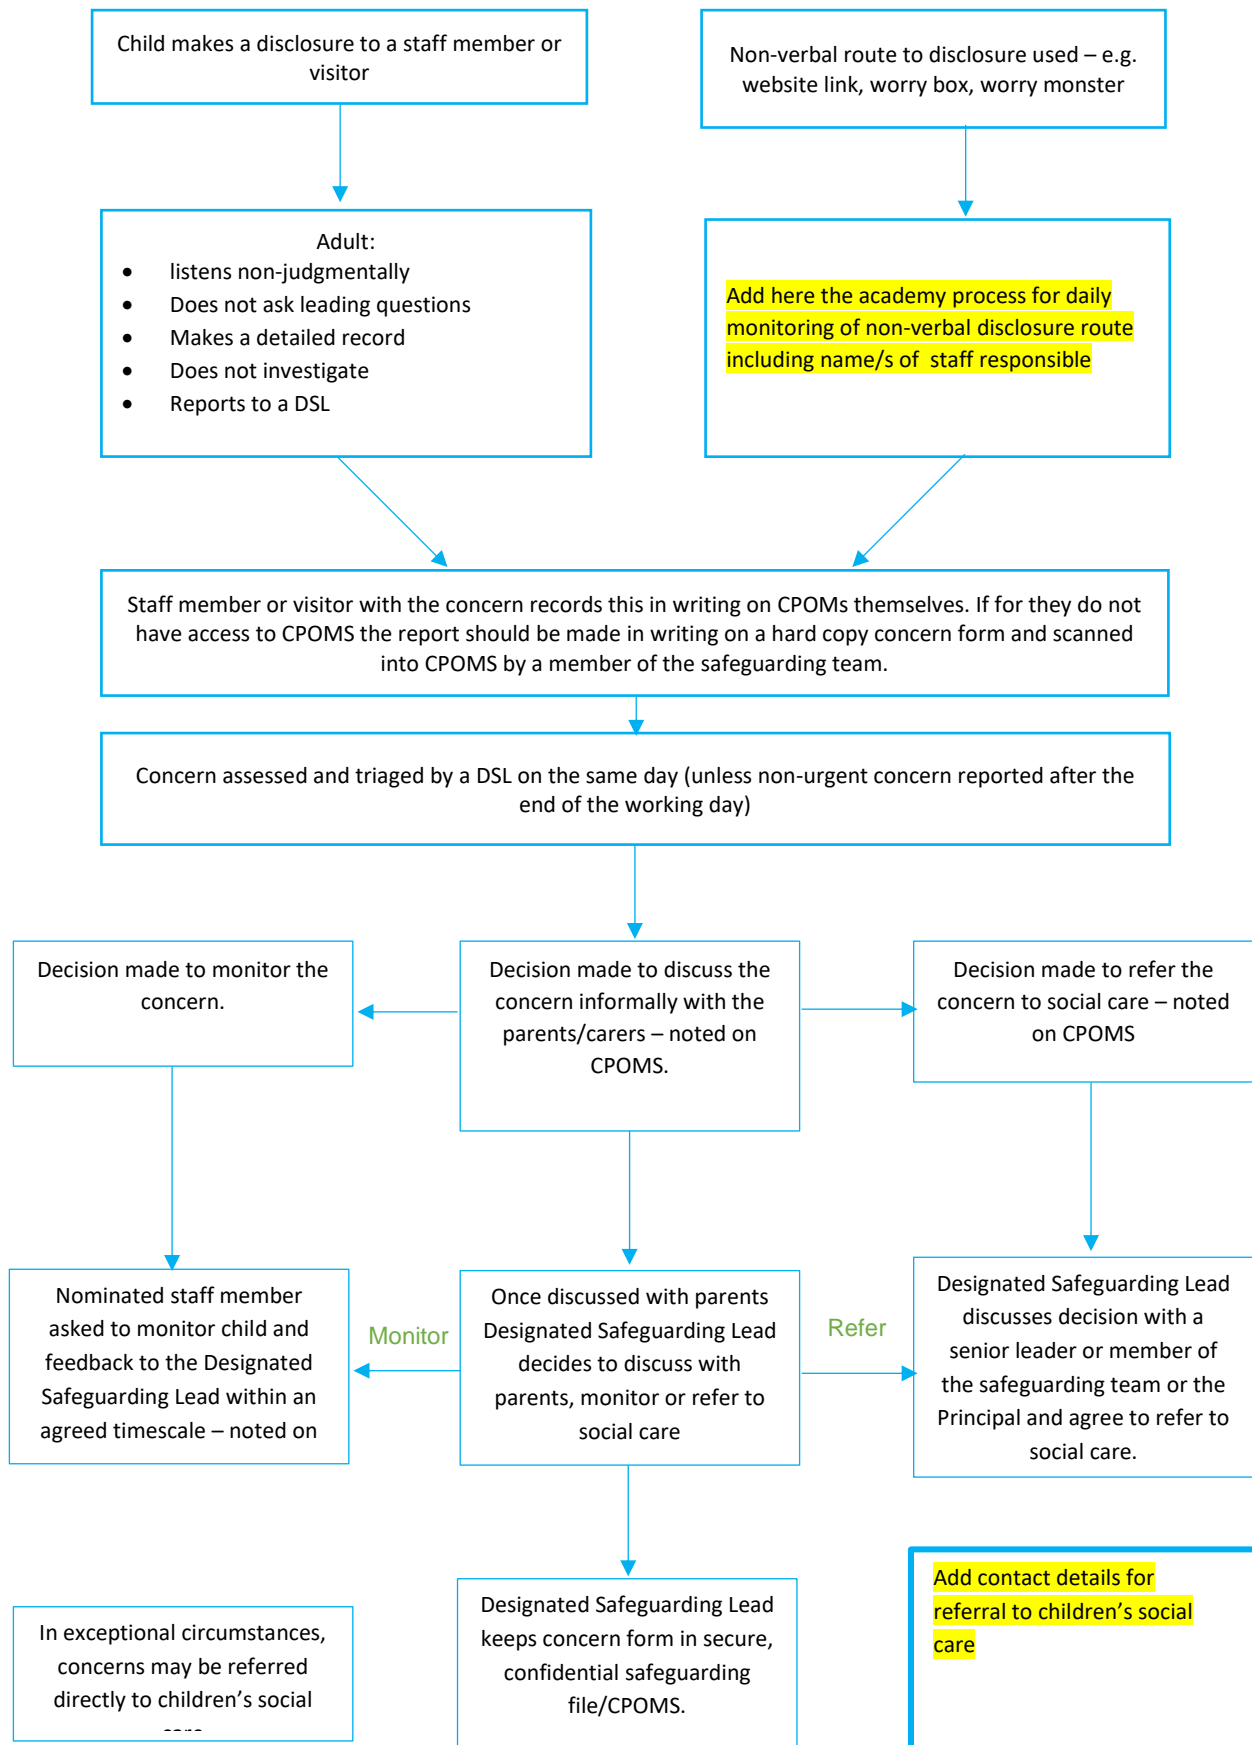 Child makes a disclosure to a staff member or
visitor
Non-verbal route to disclosure used – e.g.
website link, worry box, worry monster
Adult:
• listens non-judgmentally
• Does not ask leading questions
• Makes a detailed record
• Does not investigate
• Reports to a DSL
Add here the academy process for daily
monitoring of non-verbal disclosure route
including name/s of staff responsible
Staff member or visitor with the concern records this in writing on CPOMs themselves. If for they do not
have access to CPOMS the report should be made in writing on a hard copy concern form and scanned
into CPOMS by a member of the safeguarding team.
Concern assessed and triaged by a DSL on the same day (unless non-urgent concern reported after the
end of the working day)
Decision made to monitor the
concern.
Decision made to discuss the
concern informally with the
parents/carers – noted on
CPOMS.
Decision made to refer the
concern to social care – noted
on CPOMS
Nominated staff member
asked to monitor child and
feedback to the Designated
Safeguarding Lead within an
agreed timescale – noted on
Monitor
Once discussed with parents
Designated Safeguarding Lead
decides to discuss with
parents, monitor or refer to
social care
Refer
Designated Safeguarding Lead
discusses decision with a
senior leader or member of
the safeguarding team or the
Principal and agree to refer to
social care.
In exceptional circumstances,
concerns may be referred
directly to children’s social
Designated Safeguarding Lead
keeps concern form in secure,
confidential safeguarding
file/CPOMS.
Add contact details for
referral to children’s social
care